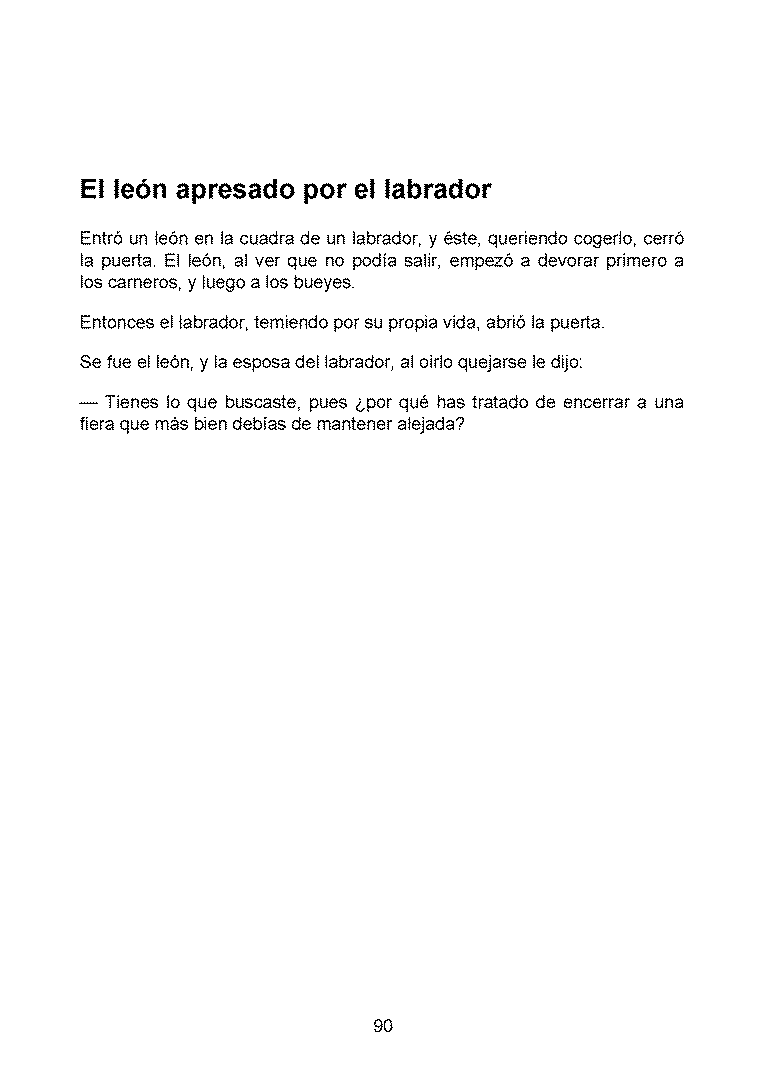 El león apresado por el labrador
Entró un león en la cuadra de un labrador, y éste, queriendo cogerlo, cerró
la puerta. El león, al ver que no podía salir, empezó a devorar primero a
los carneros, y luego a los bueyes.
Entonces el labrador, temiendo por su propia vida, abrió la puerta.
Se fue el león, y la esposa del labrador, al oirlo quejarse le dijo:
— Tienes lo que buscaste, pues ¿por qué has tratado de encerrar a una
fiera que más bien debías de mantener alejada?
90